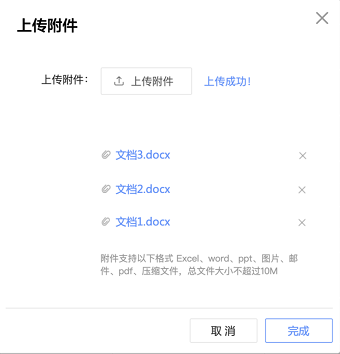 上传附件
上传附件： 上传附件 上传成功！
文档3.docx
文档2.docx
文档1.docx
附件支持以下格式 Excel、word、ppt、图片、邮
件、pdf、压缩文件，总文件大小不超过10M
取 消 完成